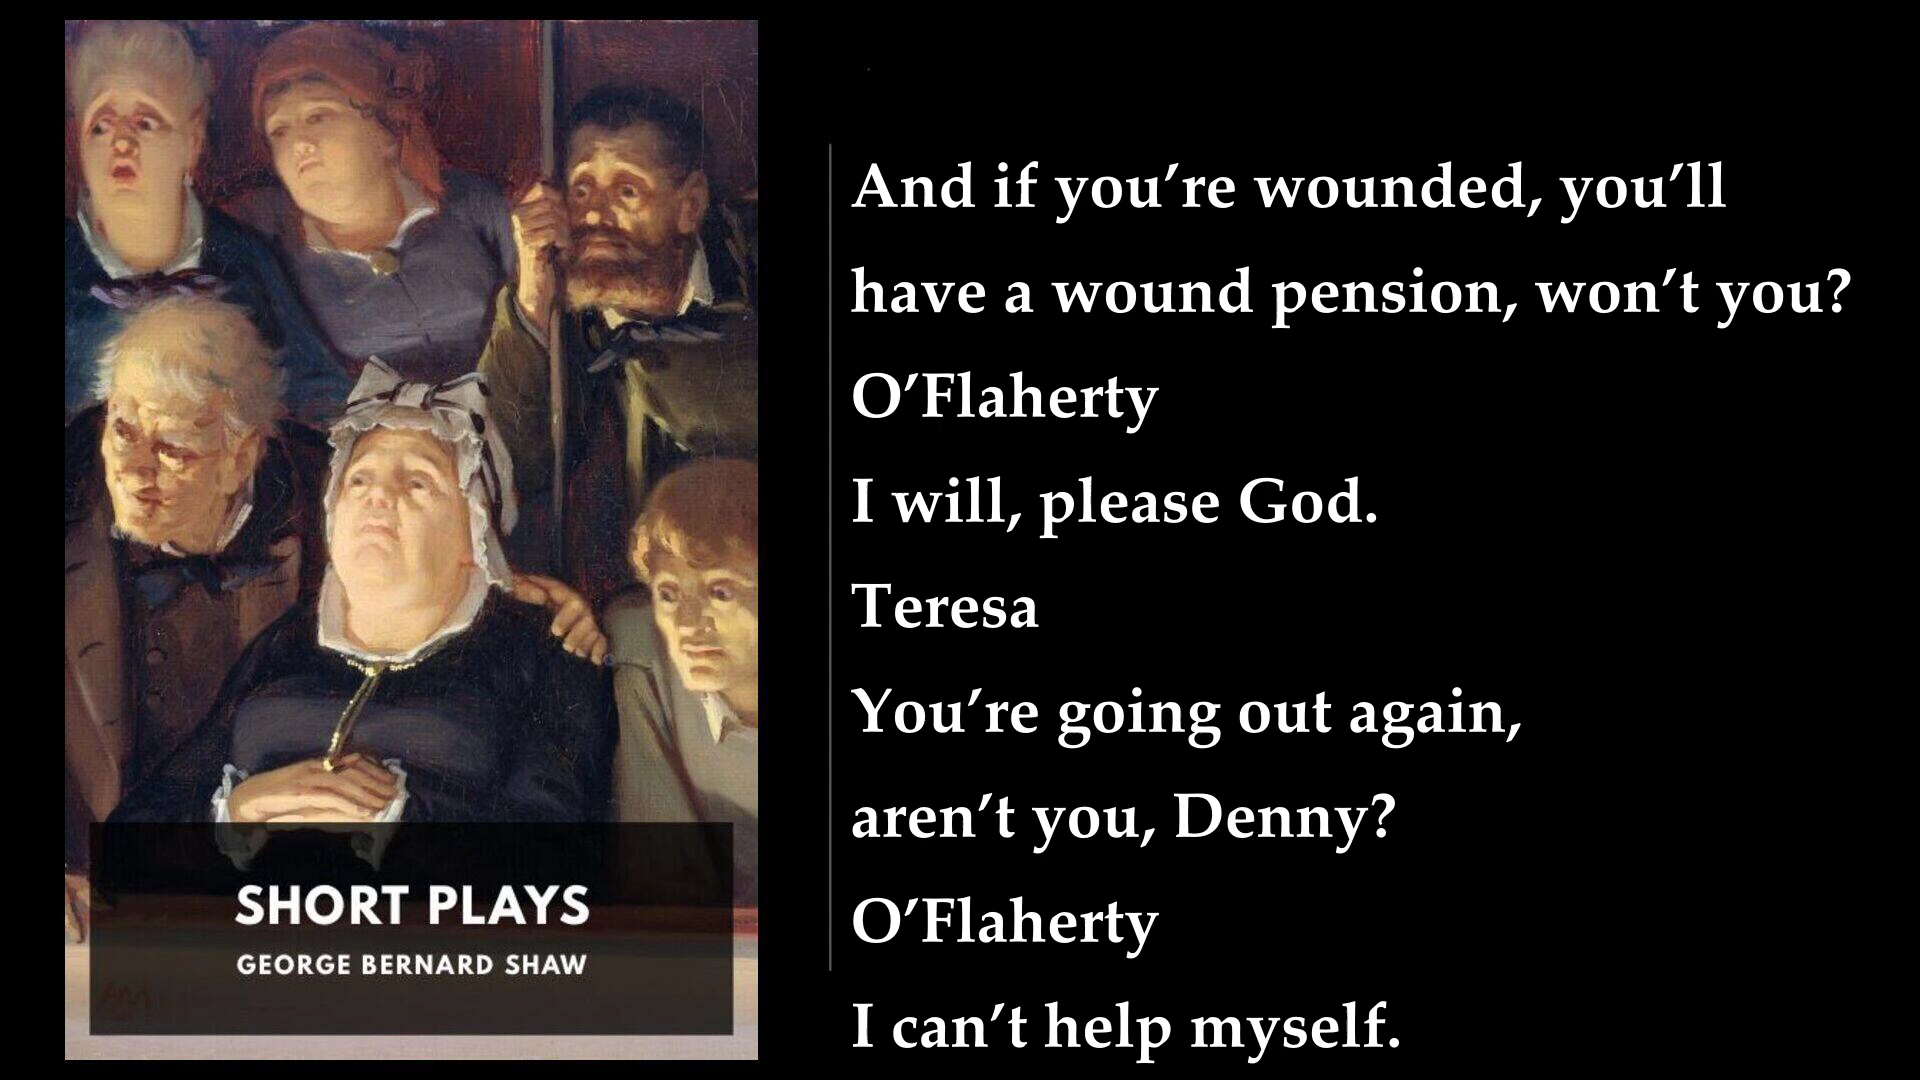 SHORT PLAYS
GEORGE BERNARD SHAW
And if you’re wounded, you’ll
have a wound pension, won’t you?
O’Flaherty
I will, please God.
Teresa
You’re going out again,
aren’t you, Denny?
O’Flaherty
I can’t help myself.